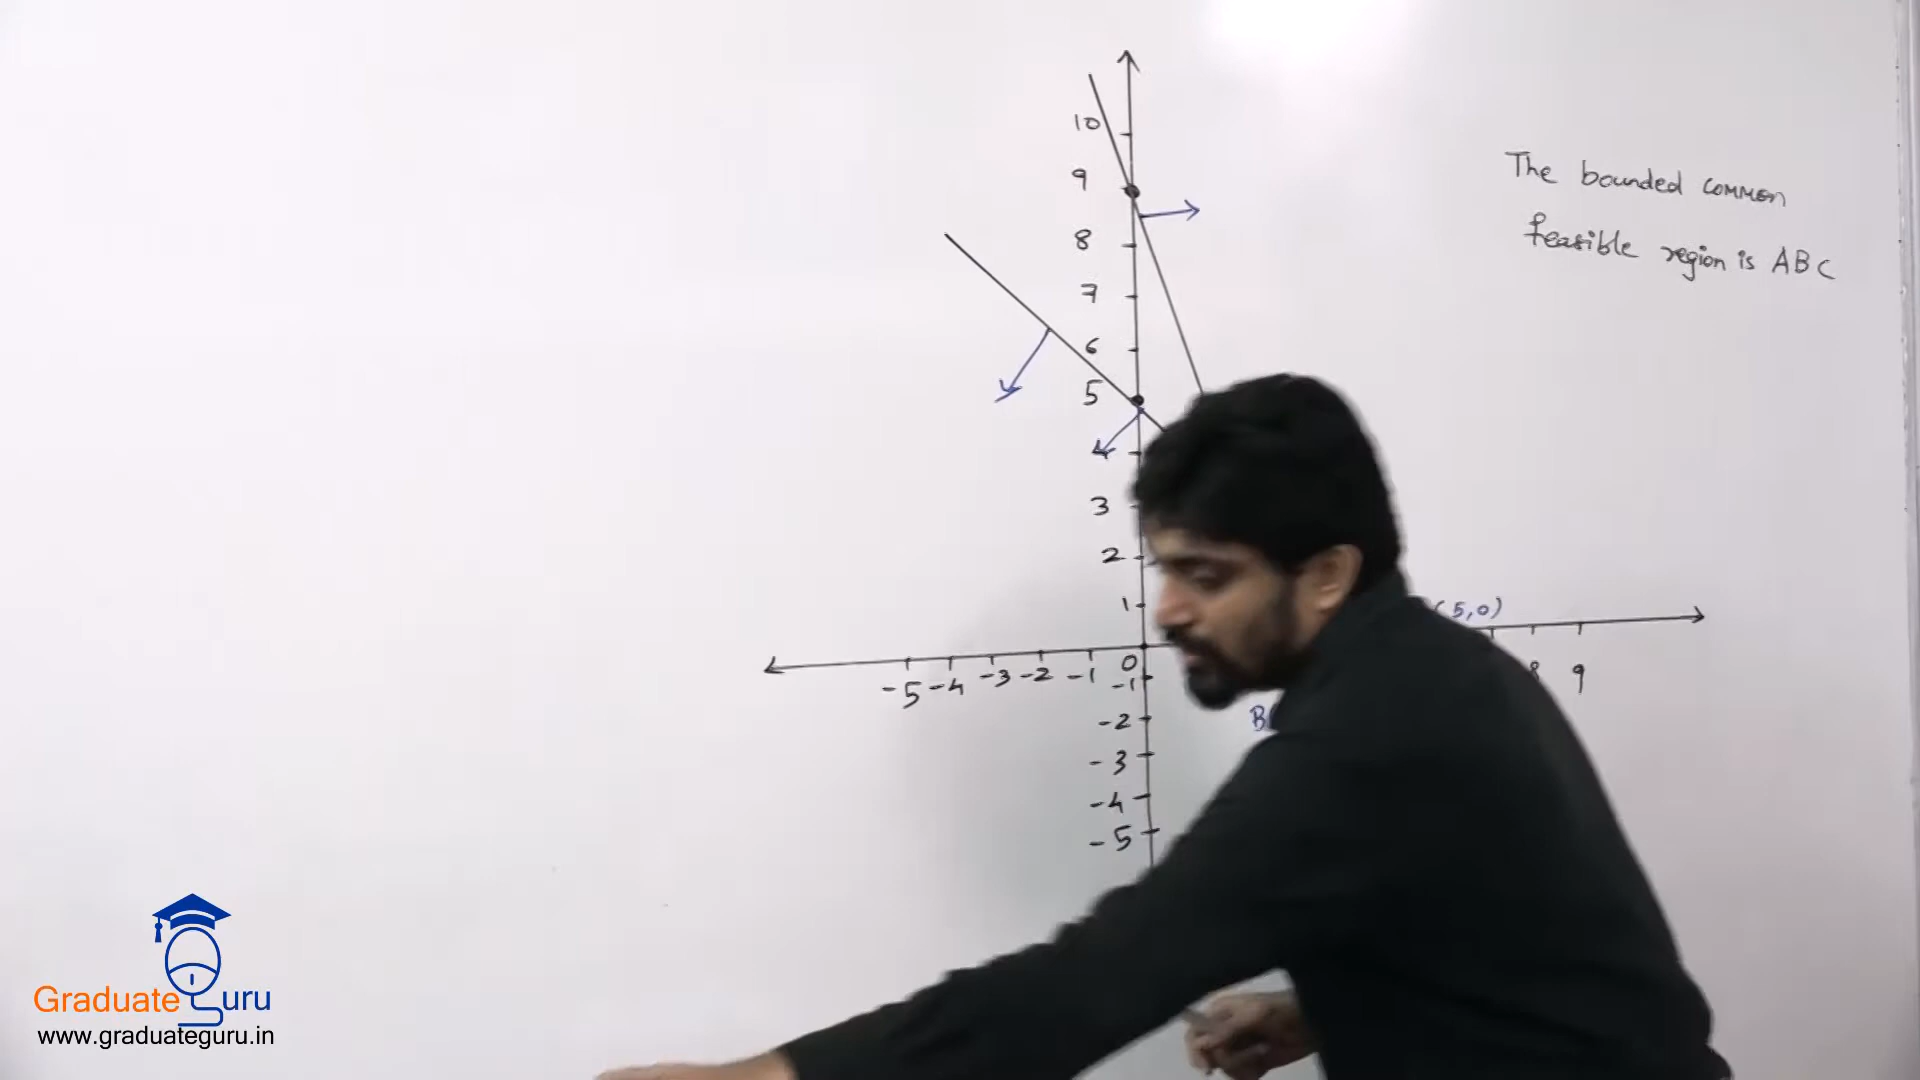 10
9
8
7
6
5
4
3
2
1
The bounded common
feasible region is ABC
(5,0)
-5 -4 -3 -2 -1 0
8 9
-1
-2
-3
-4
-5
B(
Graduate Guru
www.graduateguru.in